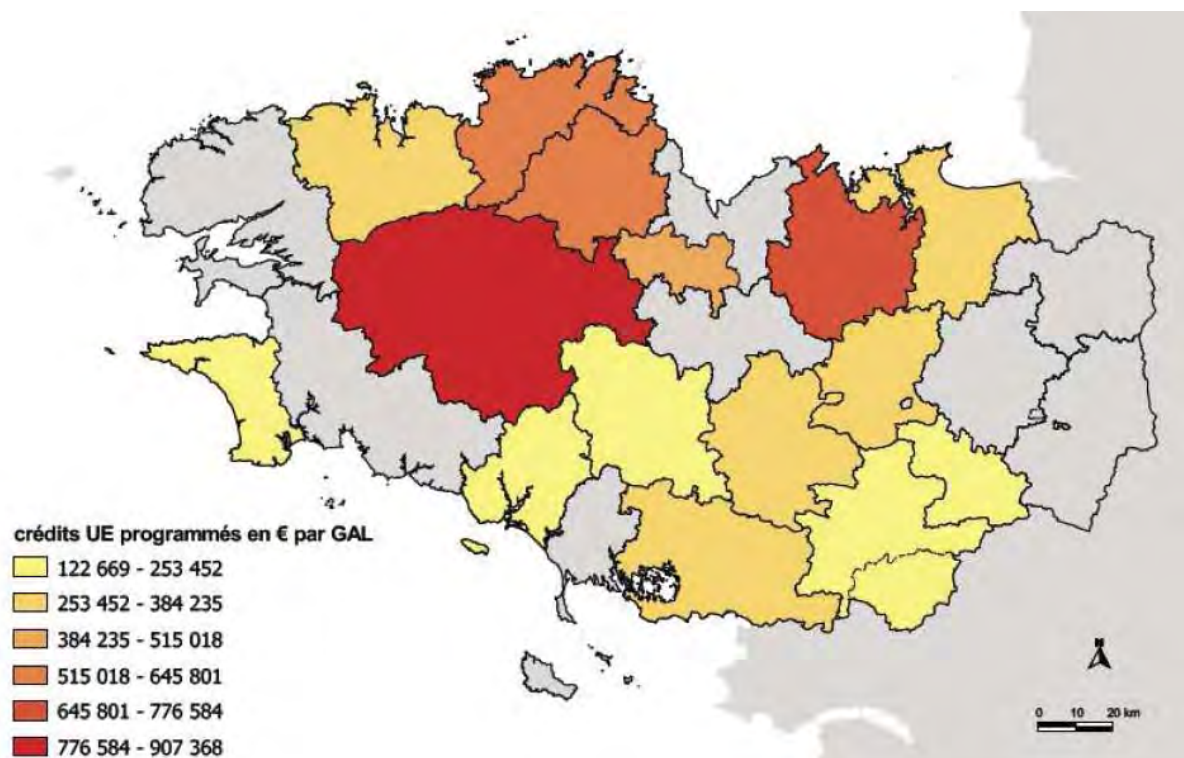 crédits UE programmés en € par GAL
122 669 - 253 452
253 452 - 384 235
384 235 - 515 018
515 018 - 645 801
645 801 - 776 584
776 584 - 907 368
N
0 10 20 km